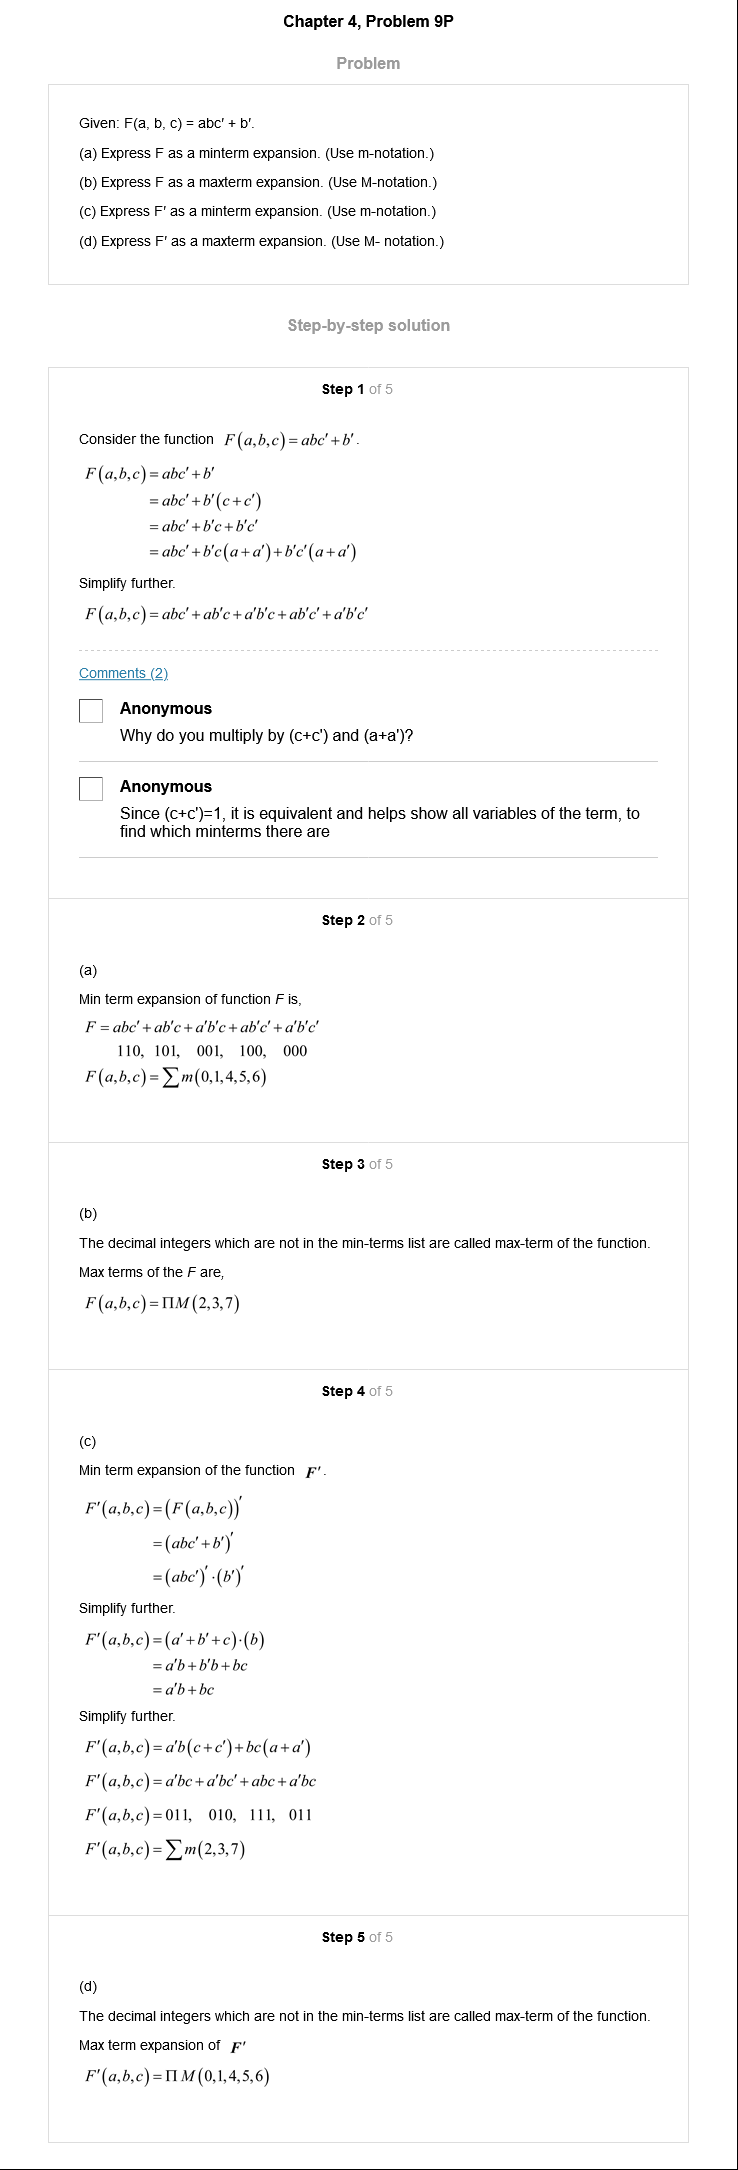 Chapter 4, Problem 9P
Problem
Given: F(a, b, c) = abc′ + b′.
(a) Express F as a minterm expansion. (Use m-notation.)
(b) Express F as a maxterm expansion. (Use M-notation.)
(c) Express F′ as a minterm expansion. (Use m-notation.)
(d) Express F′ as a maxterm expansion. (Use M- notation.)
Step-by-step solution
Step 1 of 5
Consider the function F(a,b,c)=abc′+b′.
F(a,b,c)=abc′+b′
=abc′+b′(c+c′)
=abc′+b′c+b′c′
=abc′+b′c(a+a′)+b′c′(a+a′)
Simplify further.
F(a,b,c)=abc′+ab′c+a′b′c+ab′c′+a′b′c′
Comments (2)
Anonymous
Why do you multiply by (c+c') and (a+a')?
Anonymous
Since (c+c')=1, it is equivalent and helps show all variables of the term, to
find which minterms there are
Step 2 of 5
(a)
Min term expansion of function F is,
F=abc′+ab′c+a′b′c+ab′c′+a′b′c′
110, 101, 001, 100, 000
F(a,b,c)=∑m(0,1,4,5,6)
Step 3 of 5
(b)
The decimal integers which are not in the min-terms list are called max-term of the function.
Max terms of the F are,
F(a,b,c)=ΠM(2,3,7)
Step 4 of 5
(c)
Min term expansion of the function F′.
F′(a,b,c)=(F(a,b,c))′
=(abc′+b′)′
=(abc′)′·(b′)′
Simplify further.
F′(a,b,c)=(a′+b′+c)·(b)
=a′b+b′b+bc
=a′b+bc
Simplify further.
F′(a,b,c)=a′b(c+c′)+bc(a+a′)
F′(a,b,c)=a′bc+a′bc′+abc+a′bc
F′(a,b,c)=011, 010, 111, 011
F′(a,b,c)=∑m(2,3,7)
Step 5 of 5
(d)
The decimal integers which are not in the min-terms list are called max-term of the function.
Max term expansion of F′
F′(a,b,c)=Π M(0,1,4,5,6)